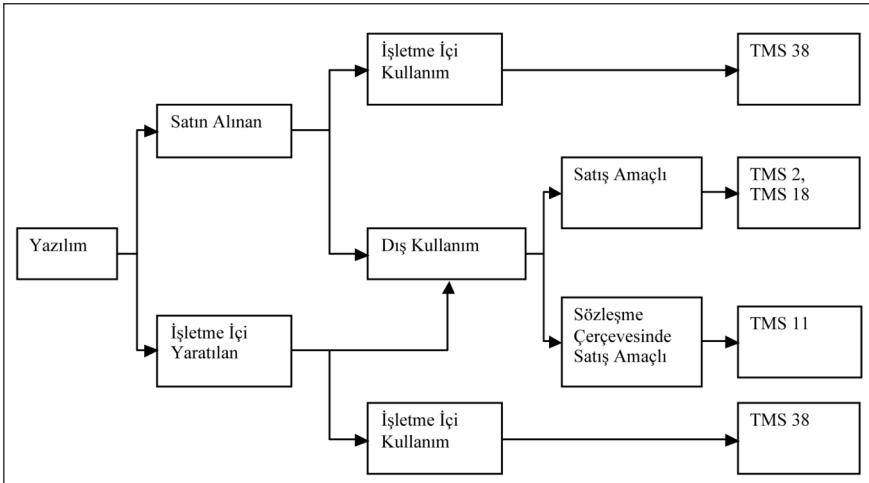 İşletme İçi
Kullanım
TMS 38
Satın Alınan
Satış Amaçlı
TMS 2,
TMS 18
Yazılım
Dış Kullanım
İşletme İçi
Yaratılan
Sözleşme
Çerçevesinde
Satış Amaçlı
TMS 11
İşletme İçi
Kullanım
TMS 38